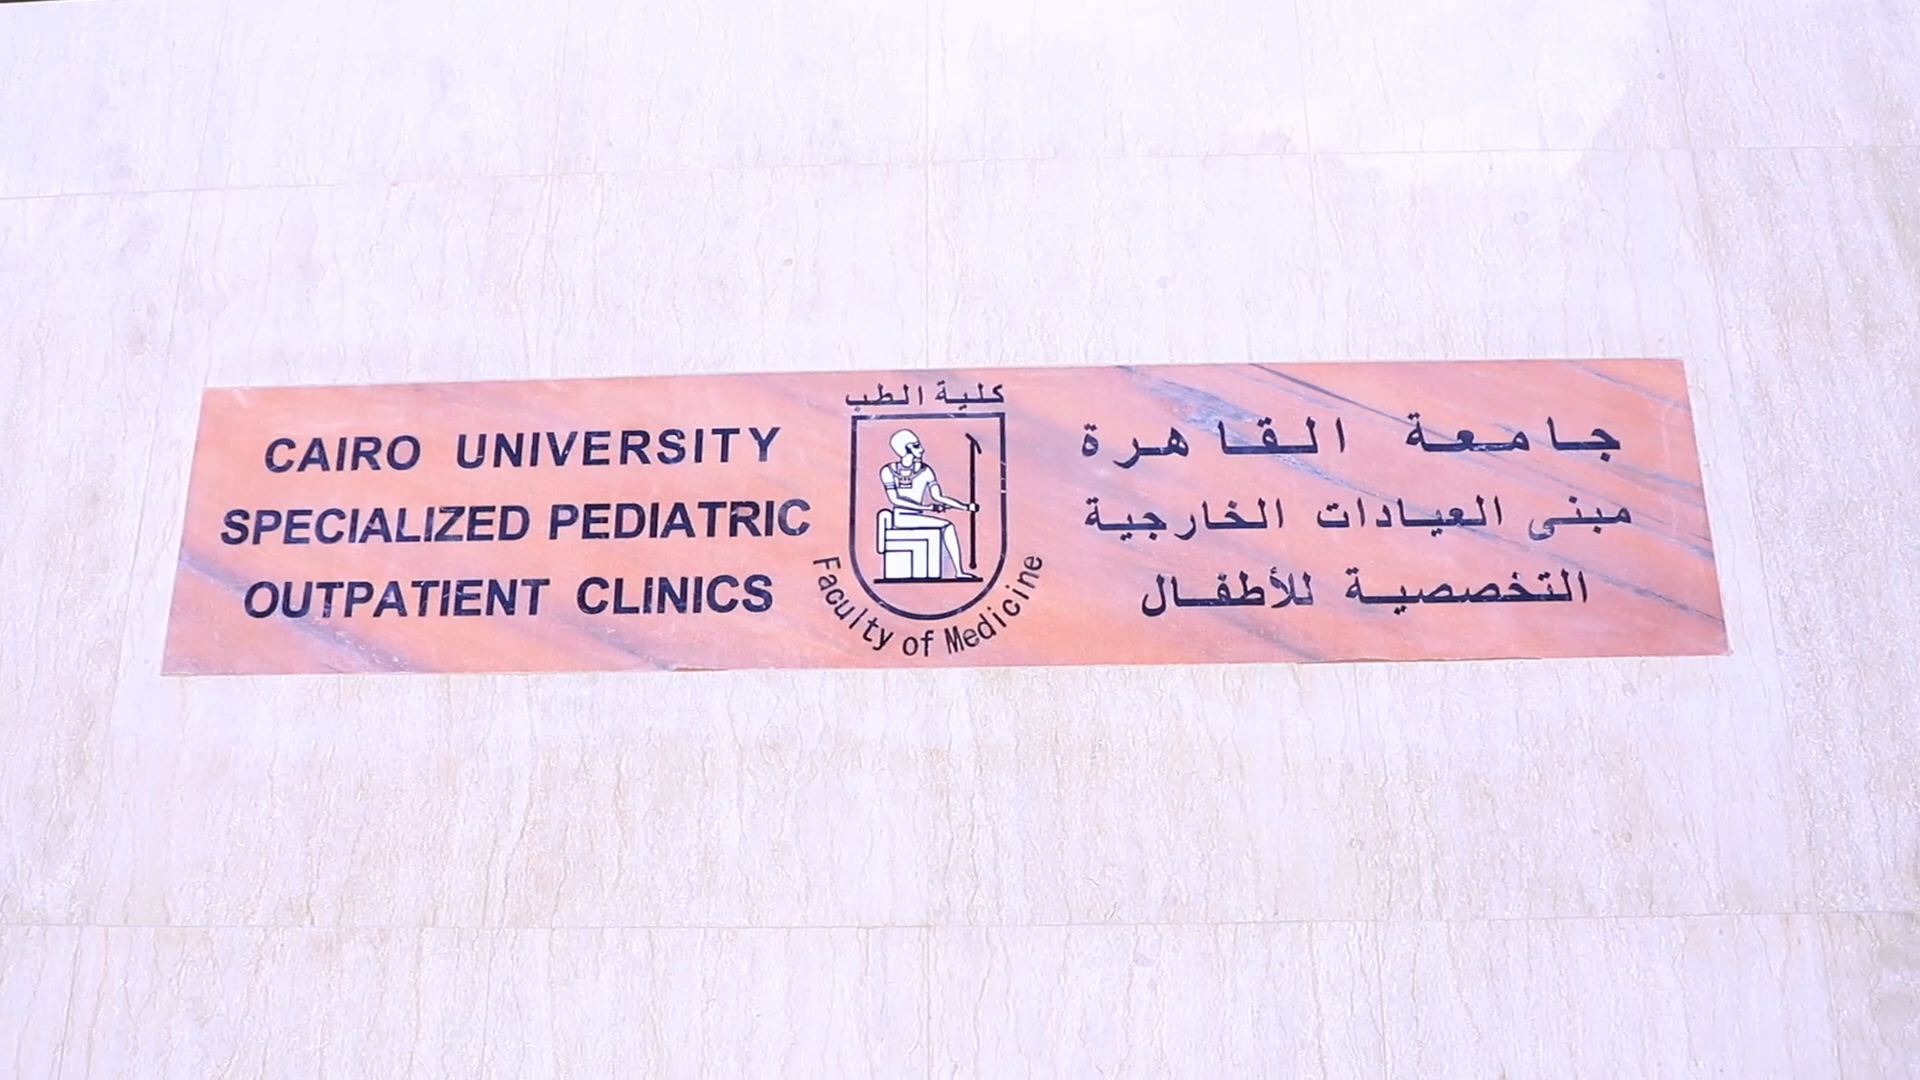 CAIRO UNIVERSITY
SPECIALIZED PEDIATRIC
OUTPATIENT CLINICS
كلية الطب
Faculty of Medicine
جامعة القاهرة
مبنى العيادات الخارجية
التخصصية للأطفال